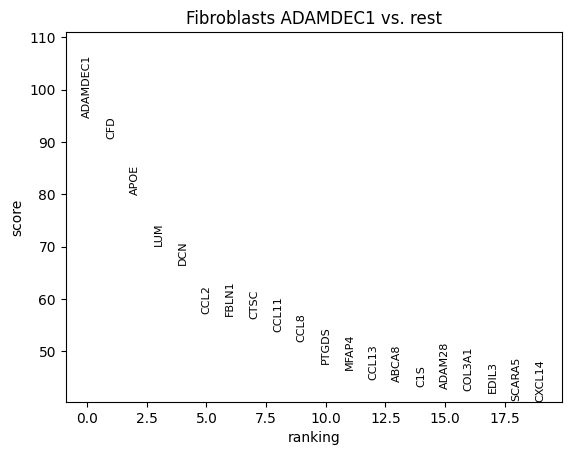 Fibroblasts ADAMDEC1 vs. rest
110
100
90
80
70
60
50
score
ADAMDEC1
CFD
APOE
LUM
DCN
CCL2
FBLN1
CTSC
CCL11
CCL8
PTGDS
MFAP4
CCL13
ABCA8
C1S
ADAM28
COL3A1
EDIL3
SCARA5
CXCL14
0.0 2.5 5.0 7.5 10.0 12.5 15.0 17.5
ranking